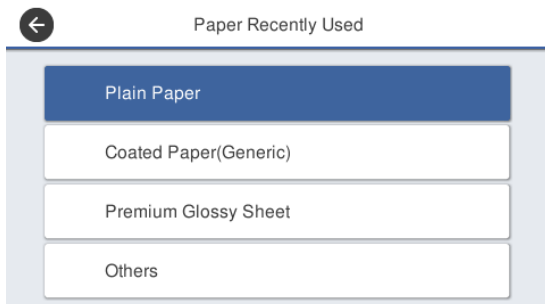 Paper Recently Used
Plain Paper
Coated Paper(Generic)
Premium Glossy Sheet
Others